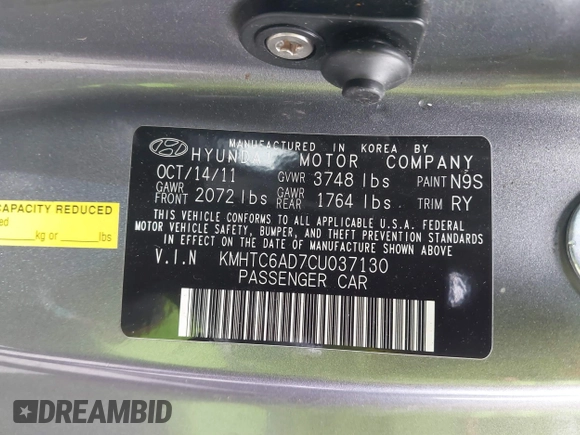 MANUFACTURED IN KOREA BY
HYUNDAI MOTOR COMPANY
OCT/14/11 GVWR 3748 lbs PAINT N9S
GAWR FRONT 2072 lbs GAWR REAR 1764 lbs TRIM RY
THIS VEHICLE CONFORMS TO ALL APPLICABLE U.S.A. FEDERAL
MOTOR VEHICLE SAFETY, BUMPER, AND THEFT PREVENTION STANDARDS
IN EFFECT ON THE DATE OF MANUFACTURE SHOWN ABOVE.
V.I.N KMHTC6AD7CU037130
PASSENGER CAR
CAPACITY REDUCED
kg or lbs
DREAMBID